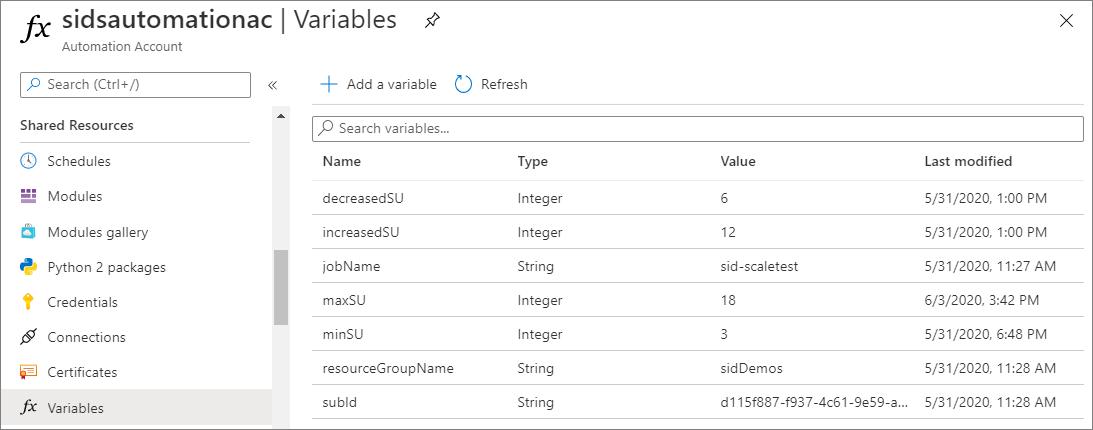 fx sidsautomationac | Variables
Automation Account
Search (Ctrl+/)
«
Add a variable
Refresh
Search variables...
Shared Resources
Schedules
Modules
Modules gallery
Python 2 packages
Credentials
Connections
Certificates
fx Variables
Name Type Value Last modified
decreasedSU Integer 6 5/31/2020, 1:00 PM
increasedSU Integer 12 5/31/2020, 1:00 PM
jobName String sid-scaletest 5/31/2020, 11:27 AM
maxSU Integer 18 6/3/2020, 3:42 PM
minSU Integer 3 5/31/2020, 6:48 PM
resourceGroupName String sidDemos 5/31/2020, 11:28 AM
subId String d115f887-f937-4c61-9e59-a... 5/31/2020, 11:28 AM